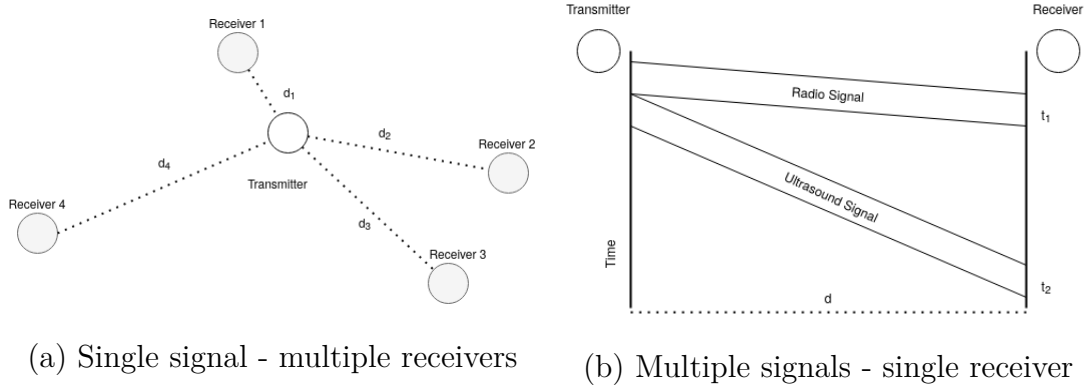 Receiver 1
d1
d2
Receiver 2
d4
Transmitter
Receiver 4
d3
Receiver 3
(a) Single signal - multiple receivers
Transmitter
Receiver
Radio Signal
t1
Ultrasound Signal
Time
t2
d
(b) Multiple signals - single receiver